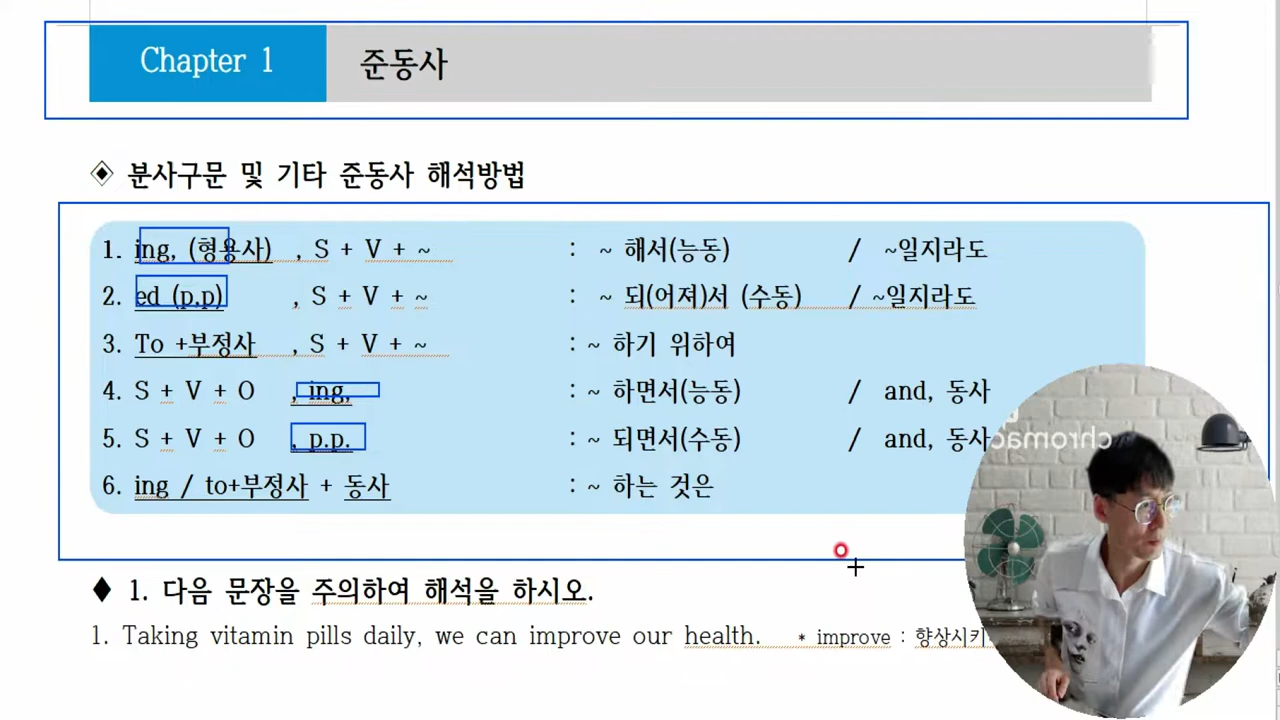 Chapter 1 준동사
◈ 분사구문 및 기타 준동사 해석방법
1. ing, (형용사) , S + V + ~ : ~ 해서(능동) / ~일지라도
2. ed (p.p) , S + V + ~ : ~ 되(어져)서 (수동) / ~일지라도
3. To +부정사 , S + V + ~ : ~ 하기 위하여
4. S + V + O , ing, : ~ 하면서(능동) / and, 동사
5. S + V + O , p.p. : ~ 되면서(수동) / and, 동사
6. ing / to+부정사 + 동사 : ~ 하는 것은
♦ 1. 다음 문장을 주의하여 해석을 하시오.
1. Taking vitamin pills daily, we can improve our health. * improve : 향상시키